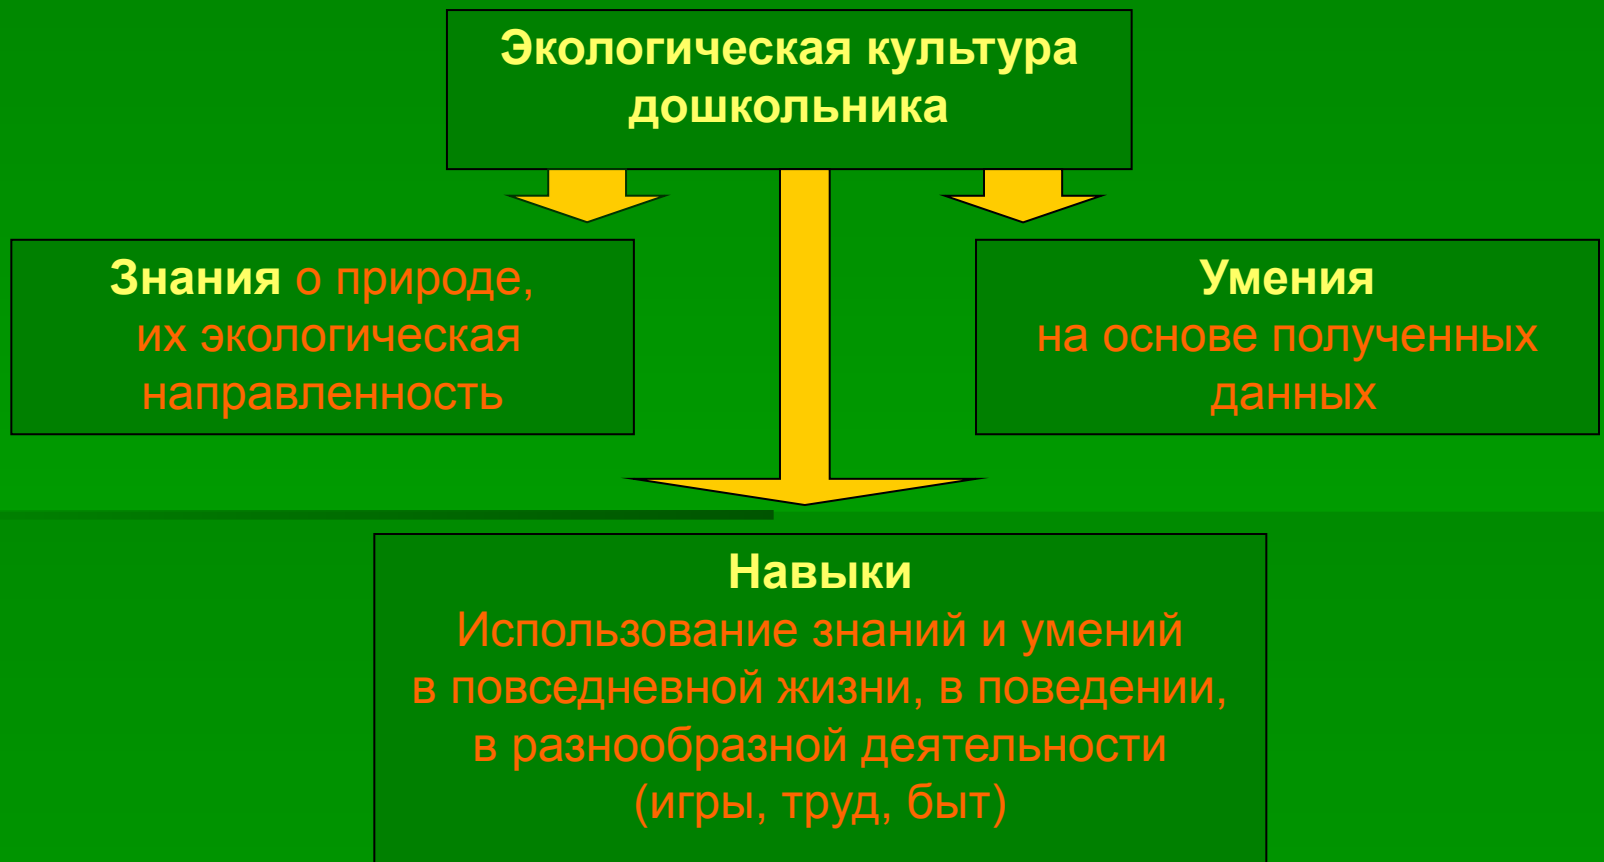 Экологическая культура
дошкольника
Знания о природе,
их экологическая
направленность
Умения
на основе полученных
данных
Навыки
Использование знаний и умений
в повседневной жизни, в поведении,
в разнообразной деятельности
(игры, труд, быт)